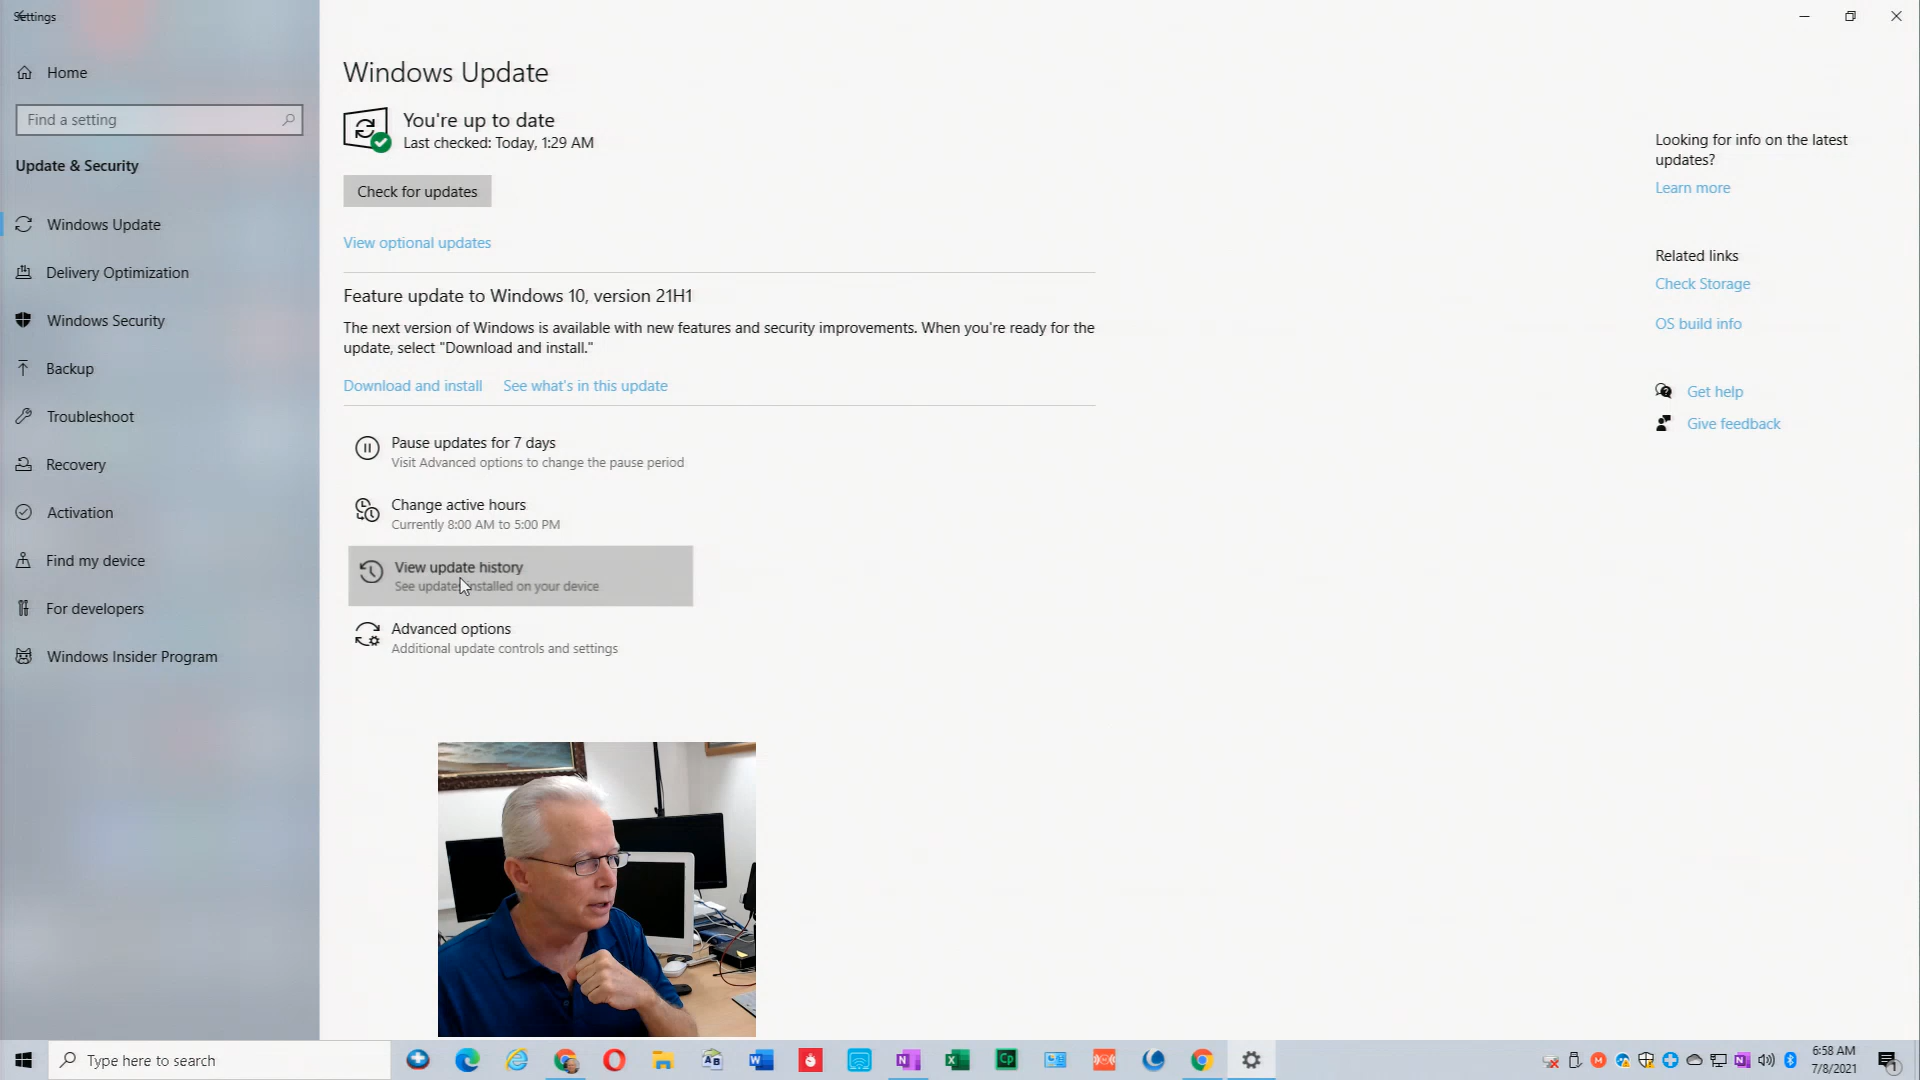 Settings
Home
Find a setting
Update & Security
Windows Update
Delivery Optimization
Windows Security
Backup
Troubleshoot
Recovery
Activation
Find my device
For developers
Windows Insider Program
Windows Update
You're up to date
Last checked: Today, 1:29 AM
Check for updates
View optional updates
Feature update to Windows 10, version 21H1
The next version of Windows is available with new features and security improvements. When you're ready for the
update, select "Download and install."
Download and install See what's in this update
Pause updates for 7 days
Visit Advanced options to change the pause period
Change active hours
Currently 8:00 AM to 5:00 PM
View update history
See updates installed on your device
Advanced options
Additional update controls and settings
Looking for info on the latest
updates?
Learn more
Related links
Check Storage
OS build info
Get help
Give feedback
Type here to search
6:58 AM
7/8/2021